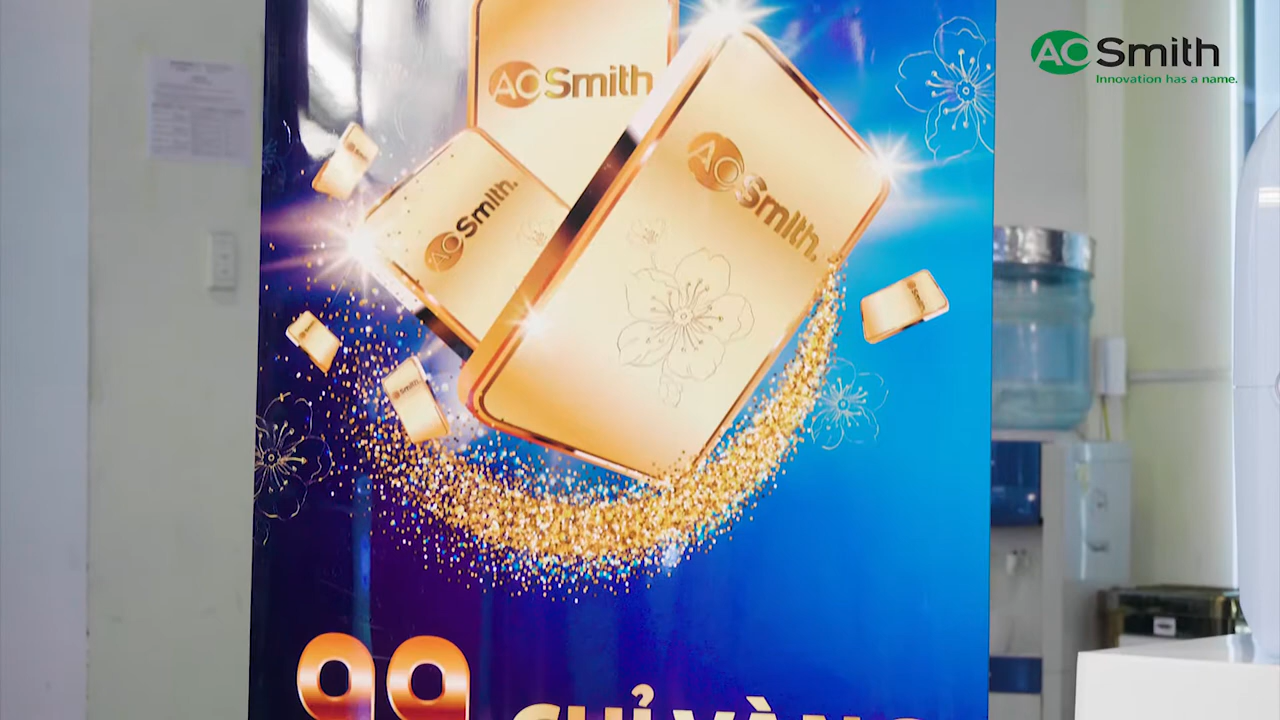 AO Smith
Innovation has a name.
AO Smith
AO Smith.
AO Smith.
99 CHỈ VÀNG